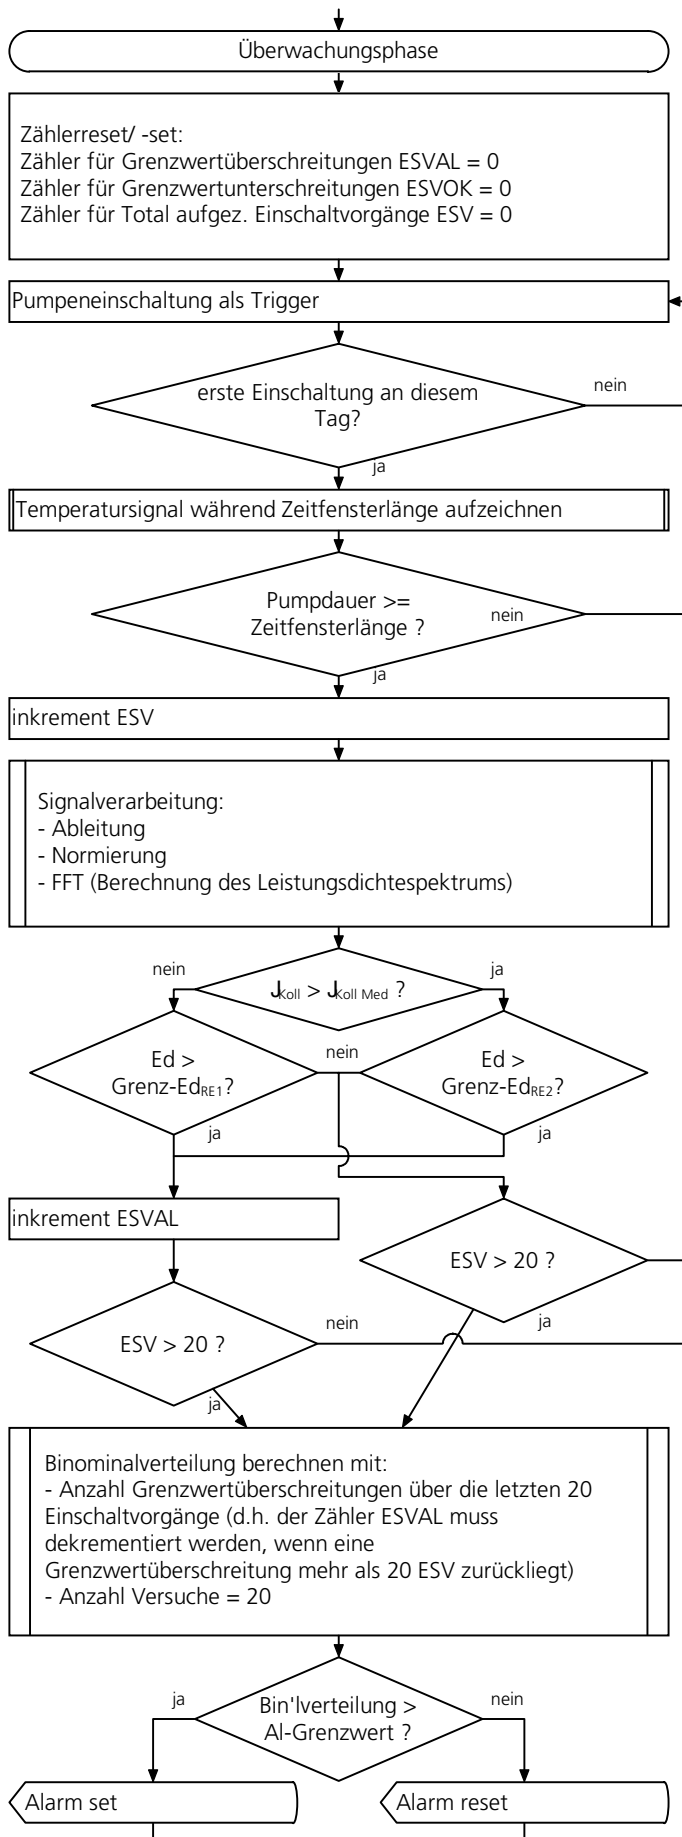 Überwachungsphase
Zählerreset/ -set:
Zähler für Grenzwertüberschreitungen ESVAL = 0
Zähler für Grenzwertunterschreitungen ESVOK = 0
Zähler für Total aufgez. Einschaltvorgänge ESV = 0
Pumpeneinschaltung als Trigger
erste Einschaltung an diesem
Tag?
nein
ja
Temperatursignal während Zeitfensterlänge aufzeichnen
Pumpdauer >=
Zeitfensterlänge ?
nein
ja
inkrement ESV
Signalverarbeitung:
- Ableitung
- Normierung
- FFT (Berechnung des Leistungsdichtespektrums)
nein
JKoll > JKoll Med ?
ja
Ed >
Grenz-EdRE1?
nein
Ed >
Grenz-EdRE2?
ja
ja
inkrement ESVAL
ESV > 20 ?
ja
ESV > 20 ?
nein
ja
Binominalverteilung berechnen mit:
- Anzahl Grenzwertüberschreitungen über die letzten 20
Einschaltvorgänge (d.h. der Zähler ESVAL muss
dekrementiert werden, wenn eine
Grenzwertüberschreitung mehr als 20 ESV zurückliegt)
- Anzahl Versuche = 20
ja
Bin'lverteilung >
Al-Grenzwert ?
nein
Alarm set
Alarm reset